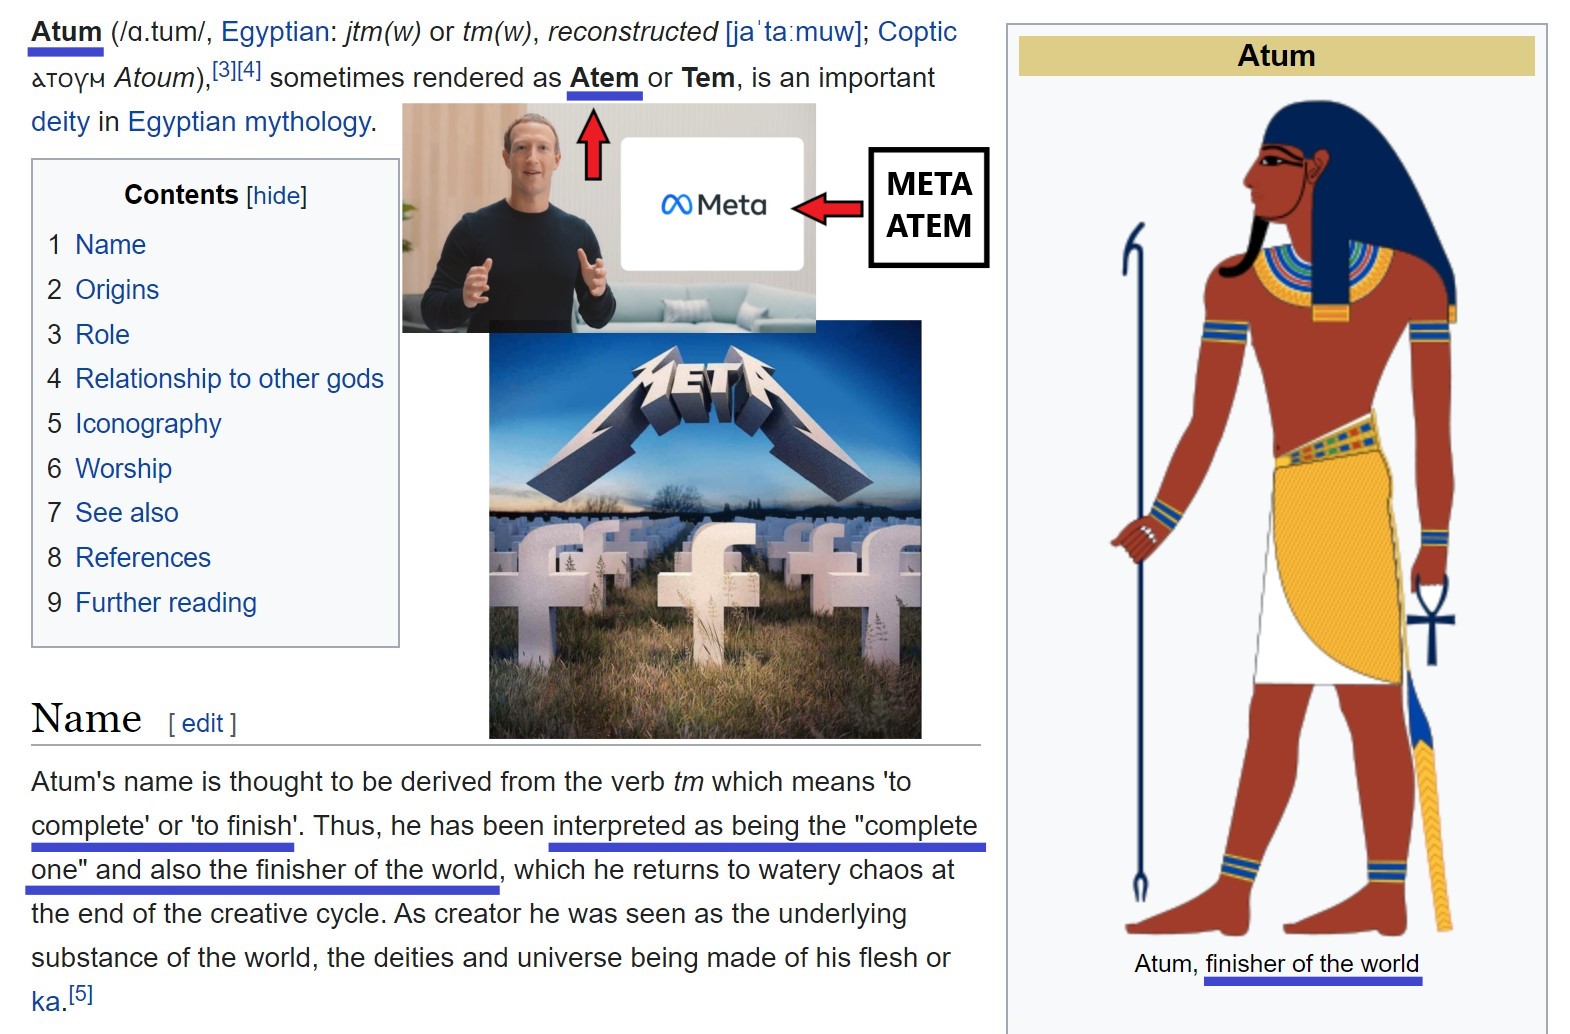 Atum (/ɑ.tum/, Egyptian: jtm(w) or tm(w), reconstructed [jaˈtaːmuw]; Coptic
ⲁⲧⲟⲩⲙ Atoum),[3][4] sometimes rendered as Atem or Tem, is an important
deity in Egyptian mythology.
Contents [hide]
1 Name
2 Origins
3 Role
4 Relationship to other gods
5 Iconography
6 Worship
7 See also
8 References
9 Further reading
Meta
META
ATEM
META
f f f
Name [ edit ]
Atum's name is thought to be derived from the verb tm which means 'to
complete' or 'to finish'. Thus, he has been interpreted as being the "complete
one" and also the finisher of the world, which he returns to watery chaos at
the end of the creative cycle. As creator he was seen as the underlying
substance of the world, the deities and universe being made of his flesh or
ka.[5]
Atum
Atum, finisher of the world